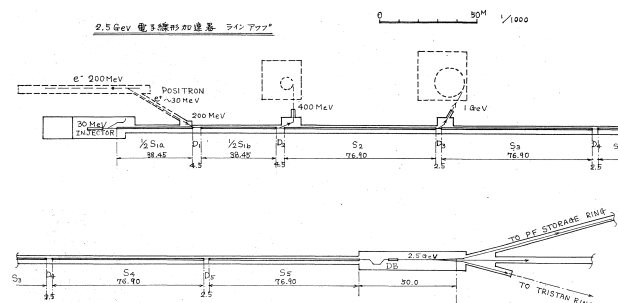 0 50M 1/1000
2.5 GeV 電子線形加速器 ラインアップ
e⁻ 200 MeV
POSITRON
e⁺ ~30 MeV
200 MeV
400 MeV
1 GeV
30 MeV
INJECTOR
½ S1a D1 ½ S1b D2 S2 D3 S3 D4 S
38.45 4.5 38.45 4.5 76.90 2.5 76.90 2.5
TO PF STORAGE RING
2.5 GeV
DB
S3 D4 S4 D5 S5
2.5 76.90 2.5 76.90 50.0
TO TRISTAN RING